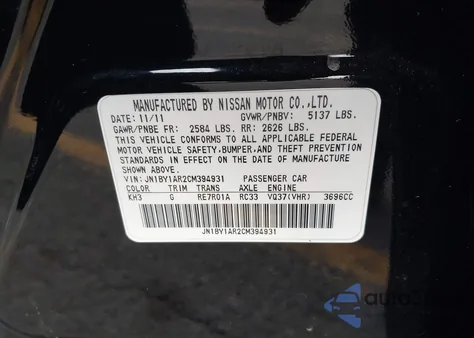 MANUFACTURED BY NISSAN MOTOR CO.,LTD.
DATE: 11/11 GVWR/PNBV: 5137 LBS.
GAWR/PNBE FR: 2584 LBS. RR: 2626 LBS.
THIS VEHICLE CONFORMS TO ALL APPLICABLE FEDERAL
MOTOR VEHICLE SAFETY,BUMPER,AND THEFT PREVENTION
STANDARDS IN EFFECT ON THE DATE OF MANUFACTURE
SHOWN ABOVE.
VIN: JN1BY1AR2CM394931 PASSENGER CAR
COLOR TRIM TRANS AXLE ENGINE
KH3 G RE7R01A RC33 VQ37(VHR) 3696CC
JN1BY1AR2CM394931